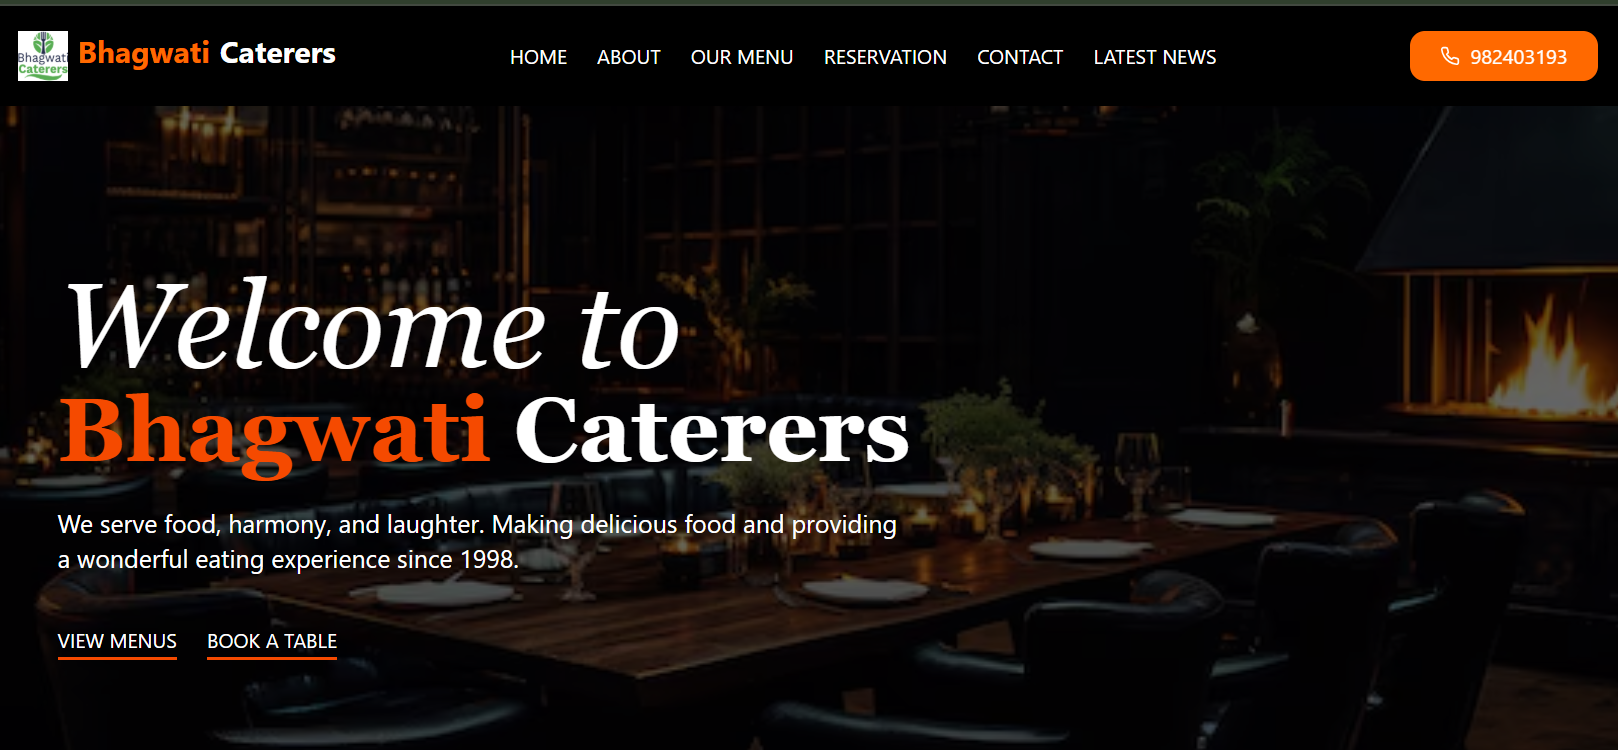 Bhagwati
Caterers
Bhagwati Caterers
HOME
ABOUT
OUR MENU
RESERVATION
CONTACT
LATEST NEWS
982403193
Welcome to
Bhagwati Caterers
We serve food, harmony, and laughter. Making delicious food and providing
a wonderful eating experience since 1998.
VIEW MENUS
BOOK A TABLE